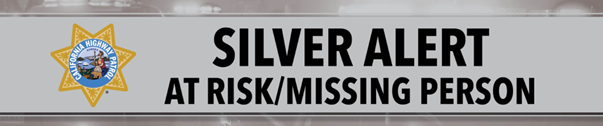 CALIFORNIA HIGHWAY PATROL
SILVER ALERT
AT RISK/MISSING PERSON